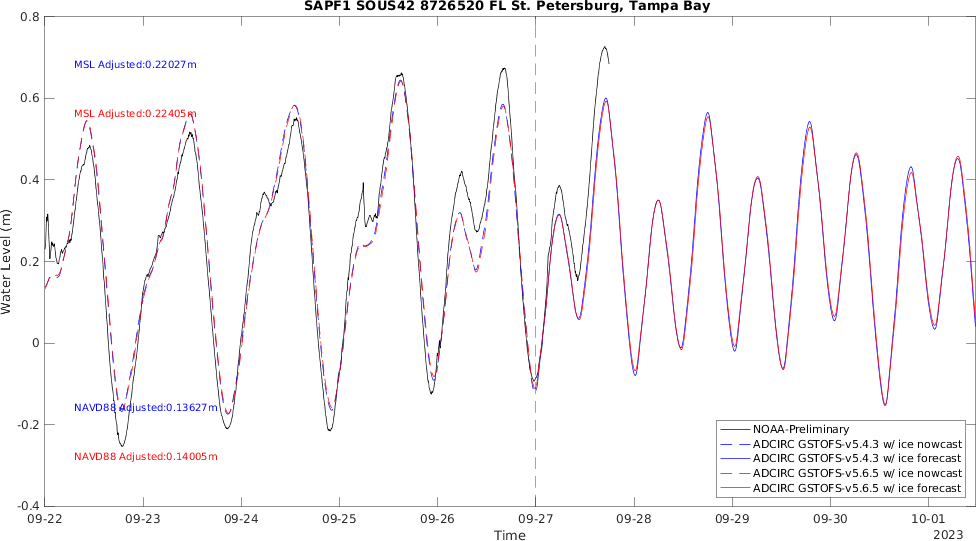 SAPF1 SOUS42 8726520 FL St. Petersburg, Tampa Bay
0.8
0.6
0.4
0.2
0
-0.2
-0.4
Water Level (m)
MSL Adjusted:0.22027m
MSL Adjusted:0.22405m
NAVD88 Adjusted:0.13627m
NAVD88 Adjusted:0.14005m
NOAA-Preliminary
ADCIRC GSTOFS-v5.4.3 w/ ice nowcast
ADCIRC GSTOFS-v5.4.3 w/ ice forecast
ADCIRC GSTOFS-v5.6.5 w/ ice nowcast
ADCIRC GSTOFS-v5.6.5 w/ ice forecast
09-22 09-23 09-24 09-25 09-26 09-27 09-28 09-29 09-30 10-01
Time
2023